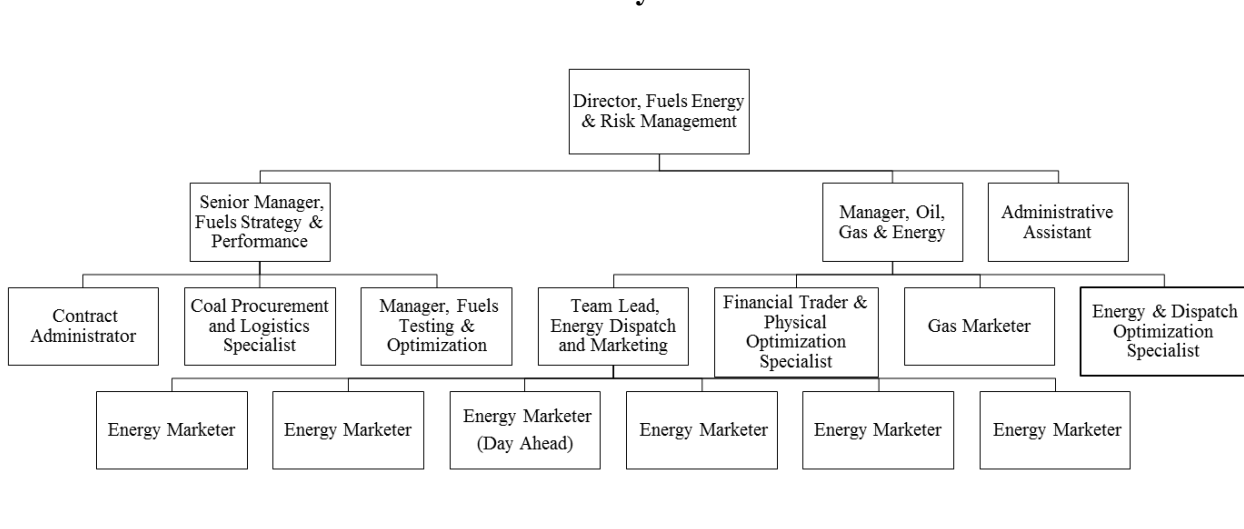 Director, Fuels Energy
& Risk Management
Senior Manager,
Fuels Strategy &
Performance
Manager, Oil,
Gas & Energy
Administrative
Assistant
Contract
Administrator
Coal Procurement
and Logistics
Specialist
Manager, Fuels
Testing &
Optimization
Team Lead,
Energy Dispatch
and Marketing
Financial Trader &
Physical
Optimization
Specialist
Gas Marketer
Energy & Dispatch
Optimization
Specialist
Energy Marketer
Energy Marketer
Energy Marketer
(Day Ahead)
Energy Marketer
Energy Marketer
Energy Marketer